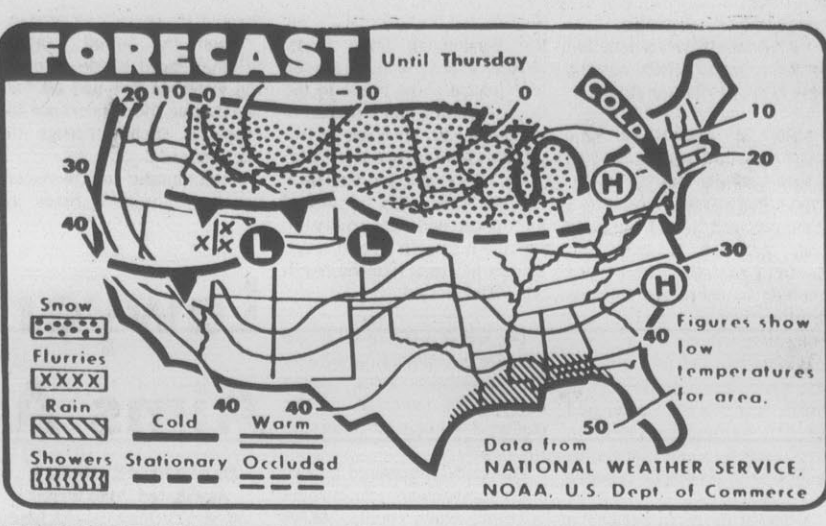 FORECAST
Until Thursday
20 10 0 10 0
COLD
10
20
30
40
H
X X
X X
L L
30
H
Snow
Flurries
XXXX
Rain
Showers
40 40
Cold Warm
Stationary Occluded
40
50
Figures show
low
temperatures
for area.
Data from
NATIONAL WEATHER SERVICE,
NOAA, U.S. Dept. of Commerce